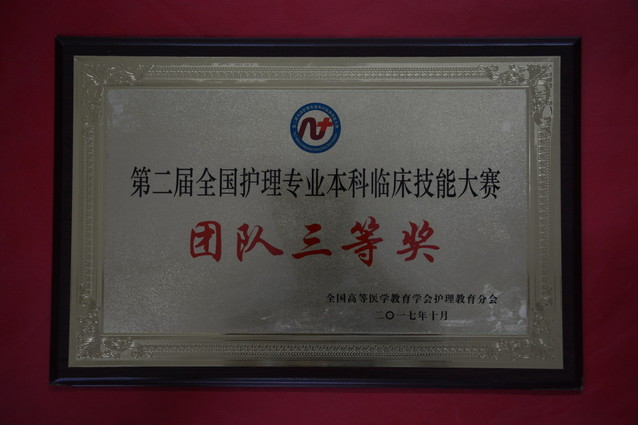 第二届全国护理专业本科临床技能大赛
团队三等奖
全国高等医学教育学会护理教育分会
二〇一七年十月